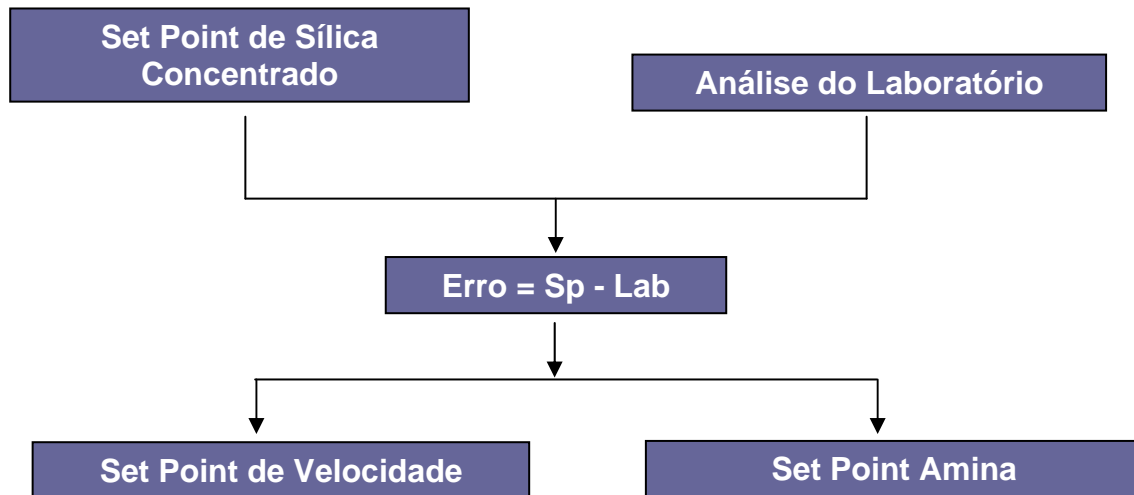 Set Point de Sílica
Concentrado
Análise do Laboratório
Erro = Sp - Lab
Set Point de Velocidade
Set Point Amina